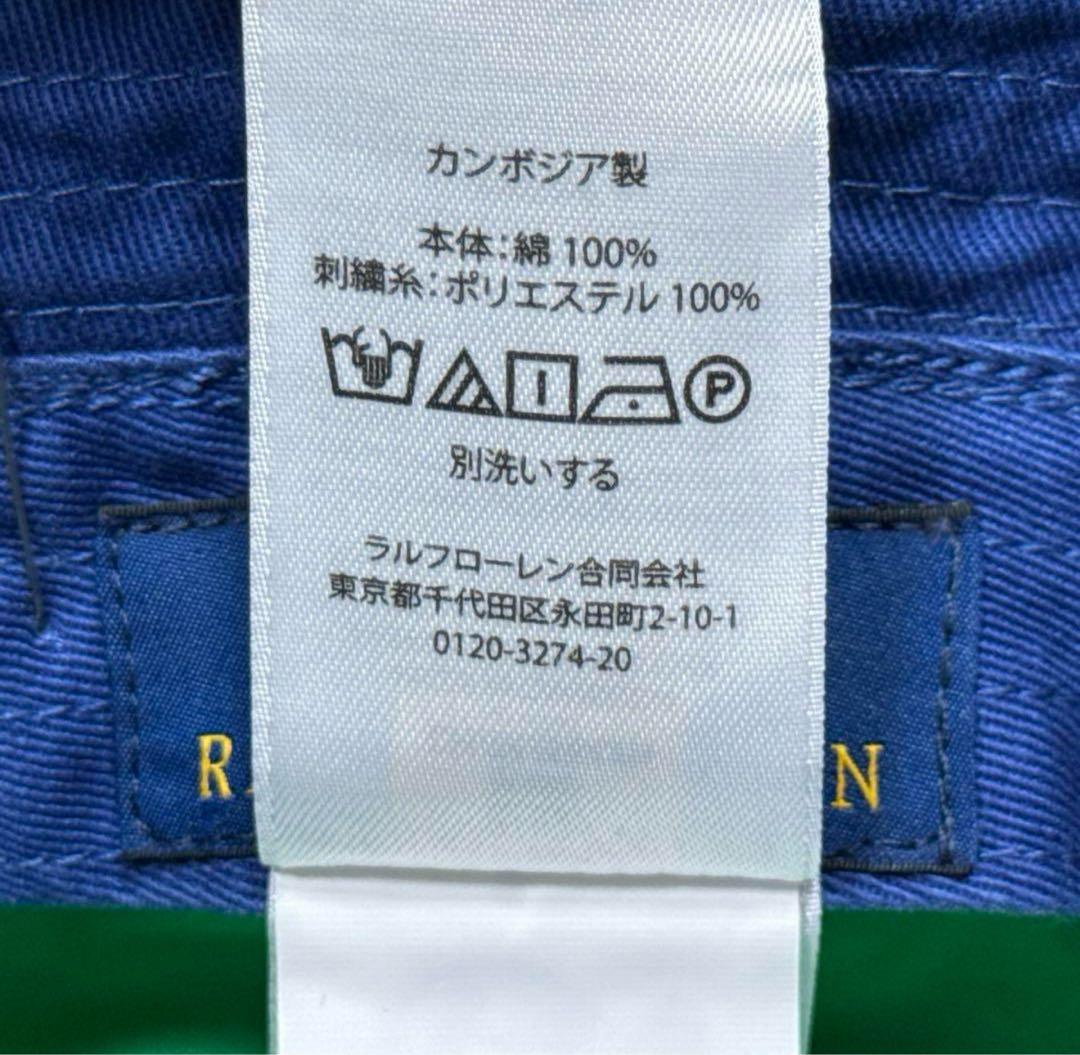 カンボジア製
本体:綿 100%
刺繍糸:ポリエステル 100%
P
別洗いする
ラルフローレン合同会社
東京都千代田区永田町2-10-1
0120-3274-20
R N